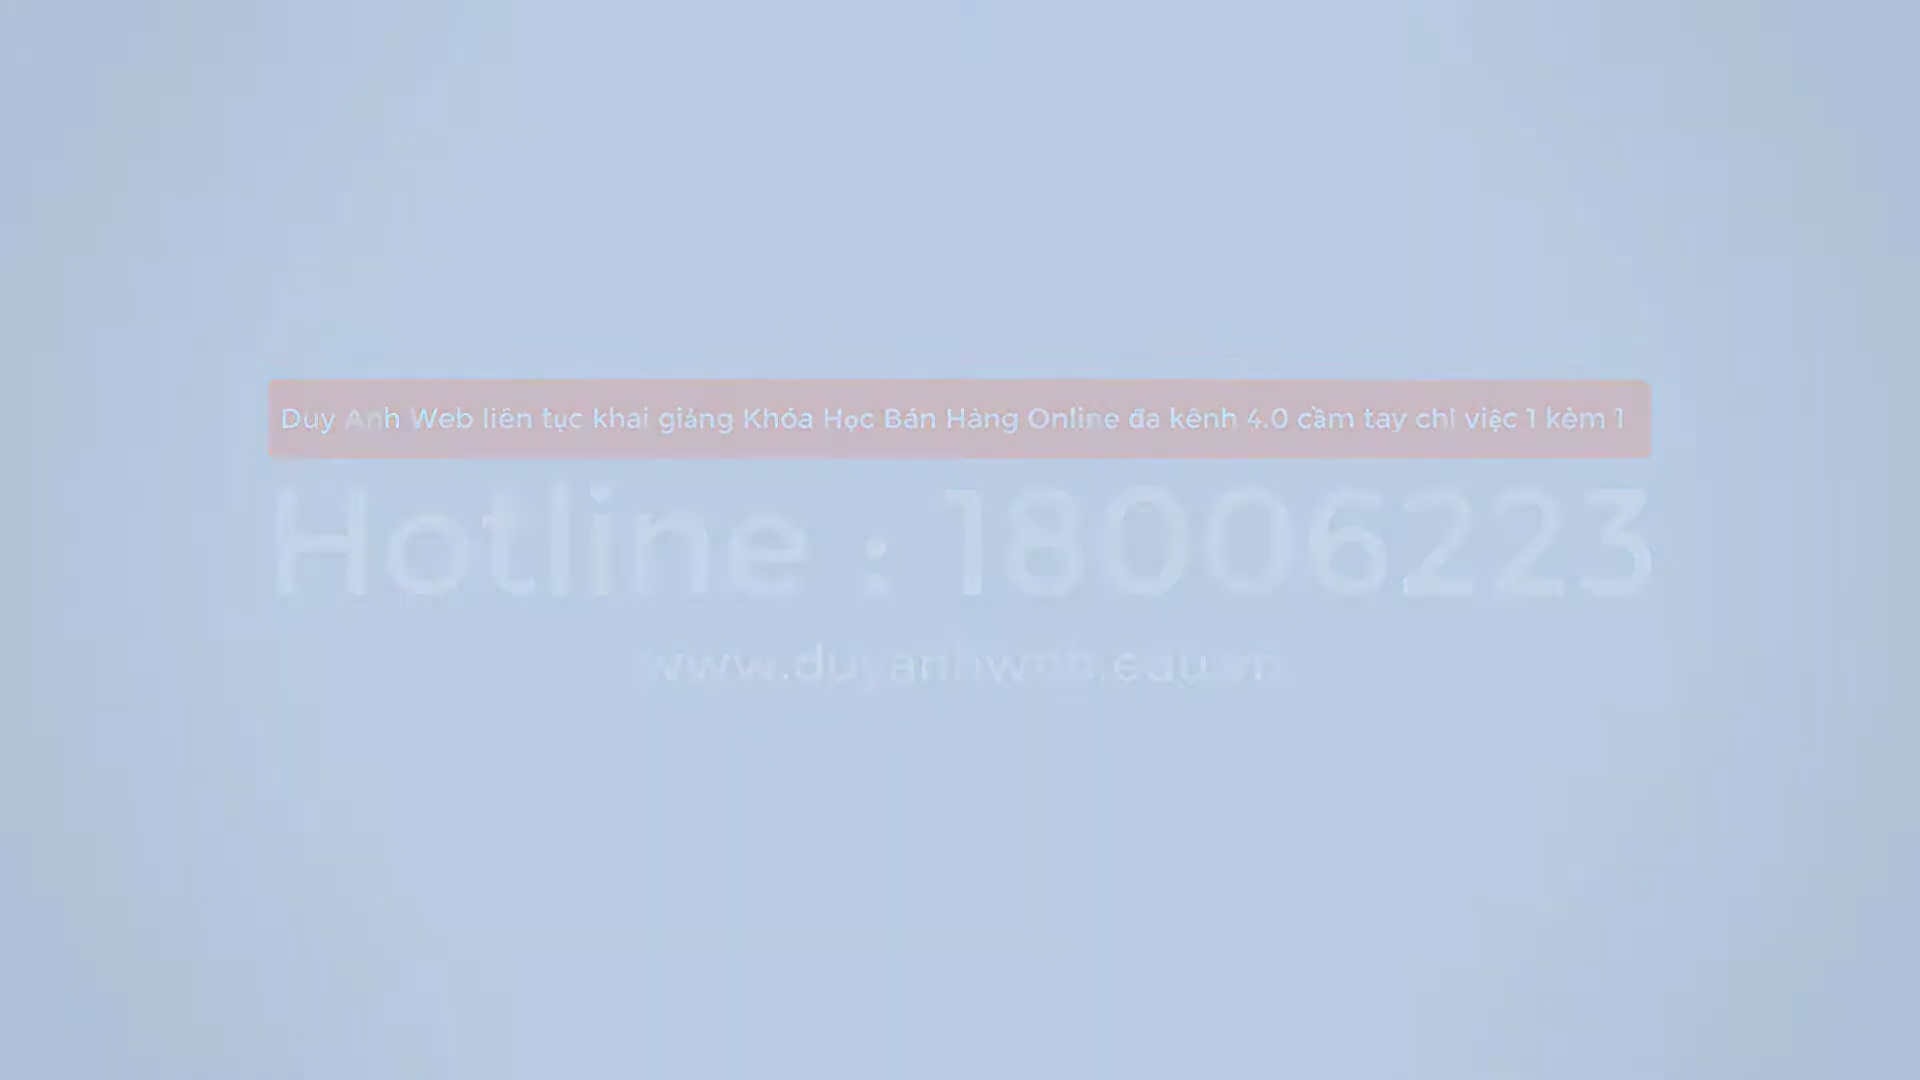 Duy Anh Web liên tục khai giảng Khóa Học Bán Hàng Online đa kênh 4.0 cầm tay chỉ việc 1 kèm 1
Hotline : 18006223